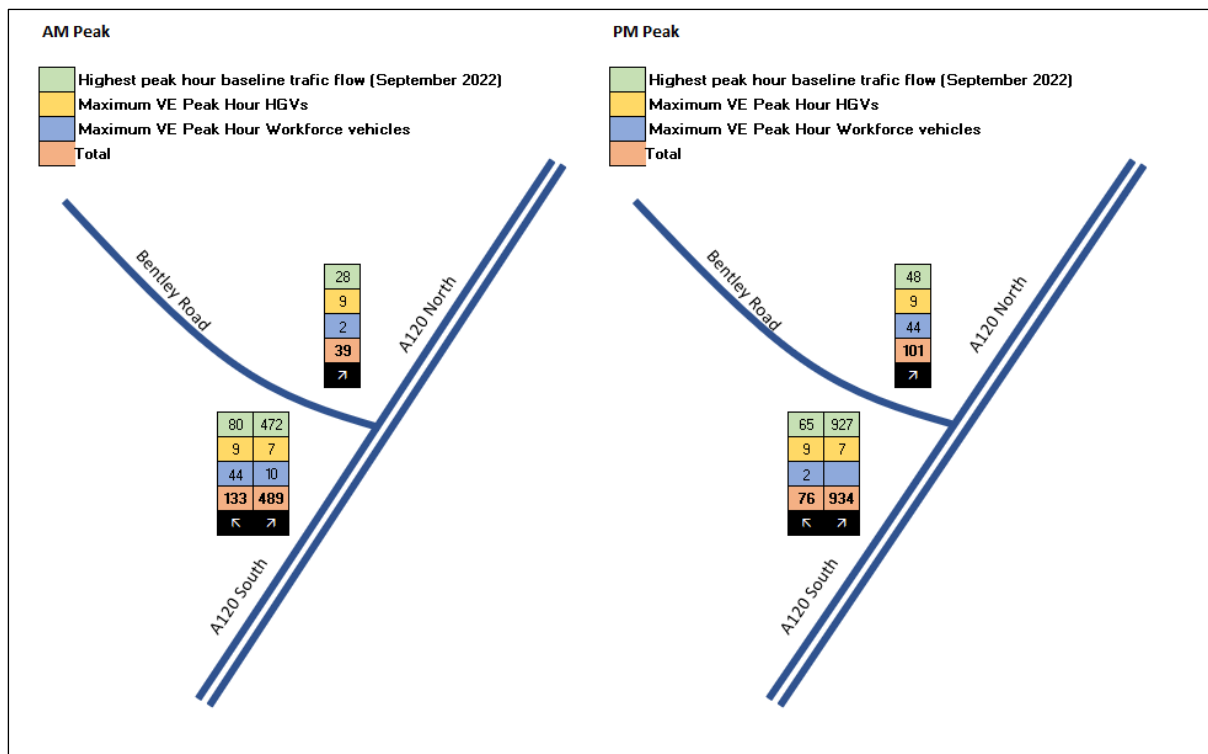 AM Peak
Highest peak hour baseline trafic flow (September 2022)
Maximum VE Peak Hour HGVs
Maximum VE Peak Hour Workforce vehicles
Total
Bentley Road
A120 North
28
9
2
39
↗
80 472
9 7
44 10
133 489
↖ ↗
A120 South
PM Peak
Highest peak hour baseline trafic flow (September 2022)
Maximum VE Peak Hour HGVs
Maximum VE Peak Hour Workforce vehicles
Total
Bentley Road
A120 North
48
9
44
101
↗
65 927
9 7
2
76 934
↖ ↗
A120 South